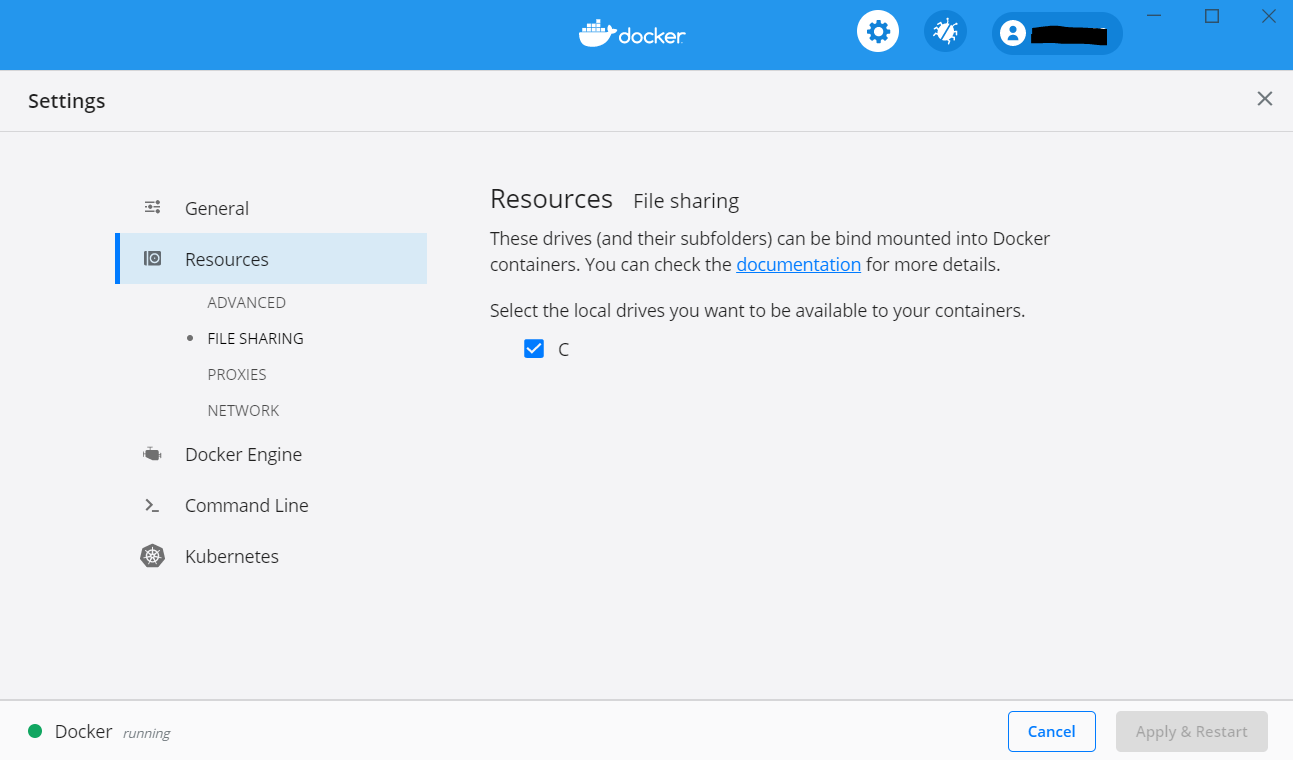 docker
Settings
General
Resources
ADVANCED
FILE SHARING
PROXIES
NETWORK
Docker Engine
Command Line
Kubernetes
Resources File sharing
These drives (and their subfolders) can be bind mounted into Docker
containers. You can check the documentation for more details.
Select the local drives you want to be available to your containers.
C
Docker running
Cancel
Apply & Restart